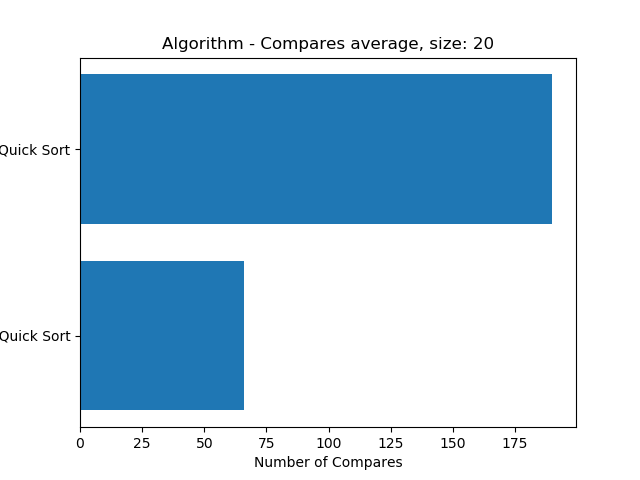 Algorithm - Compares average, size: 20
Quick Sort
Quick Sort
0 25 50 75 100 125 150 175
Number of Compares